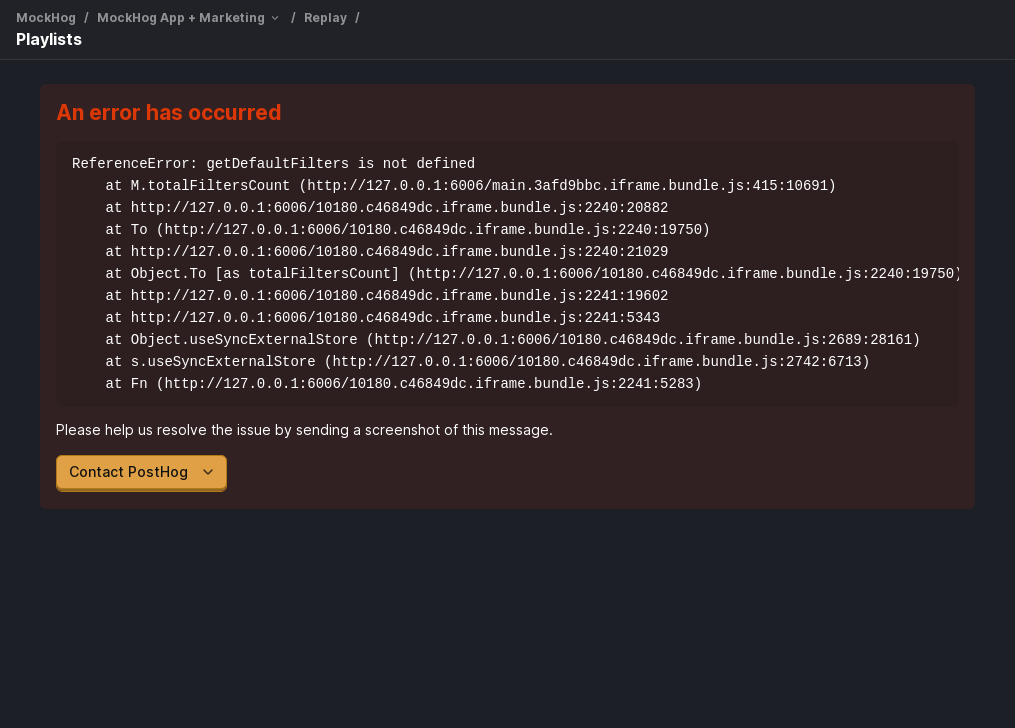 MockHog / MockHog App + Marketing / Replay /
Playlists
An error has occurred
ReferenceError: getDefaultFilters is not defined
    at M.totalFiltersCount (http://127.0.0.1:6006/main.3afd9bbc.iframe.bundle.js:415:10691)
    at http://127.0.0.1:6006/10180.c46849dc.iframe.bundle.js:2240:20882
    at To (http://127.0.0.1:6006/10180.c46849dc.iframe.bundle.js:2240:19750)
    at http://127.0.0.1:6006/10180.c46849dc.iframe.bundle.js:2240:21029
    at Object.To [as totalFiltersCount] (http://127.0.0.1:6006/10180.c46849dc.iframe.bundle.js:2240:19750)
    at http://127.0.0.1:6006/10180.c46849dc.iframe.bundle.js:2241:19602
    at http://127.0.0.1:6006/10180.c46849dc.iframe.bundle.js:2241:5343
    at Object.useSyncExternalStore (http://127.0.0.1:6006/10180.c46849dc.iframe.bundle.js:2689:28161)
    at s.useSyncExternalStore (http://127.0.0.1:6006/10180.c46849dc.iframe.bundle.js:2742:6713)
    at Fn (http://127.0.0.1:6006/10180.c46849dc.iframe.bundle.js:2241:5283)
Please help us resolve the issue by sending a screenshot of this message.
Contact PostHog